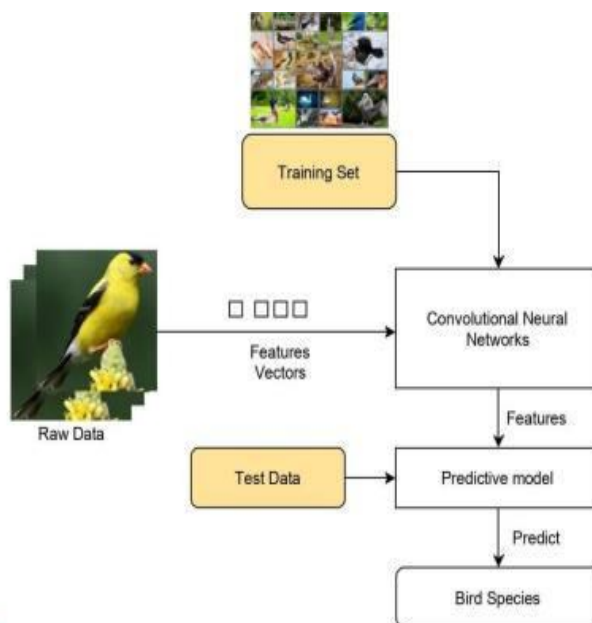 Training Set
Convolutional Neural
Networks
Features
Vectors
Raw Data
Features
Test Data
Predictive model
Predict
Bird Species